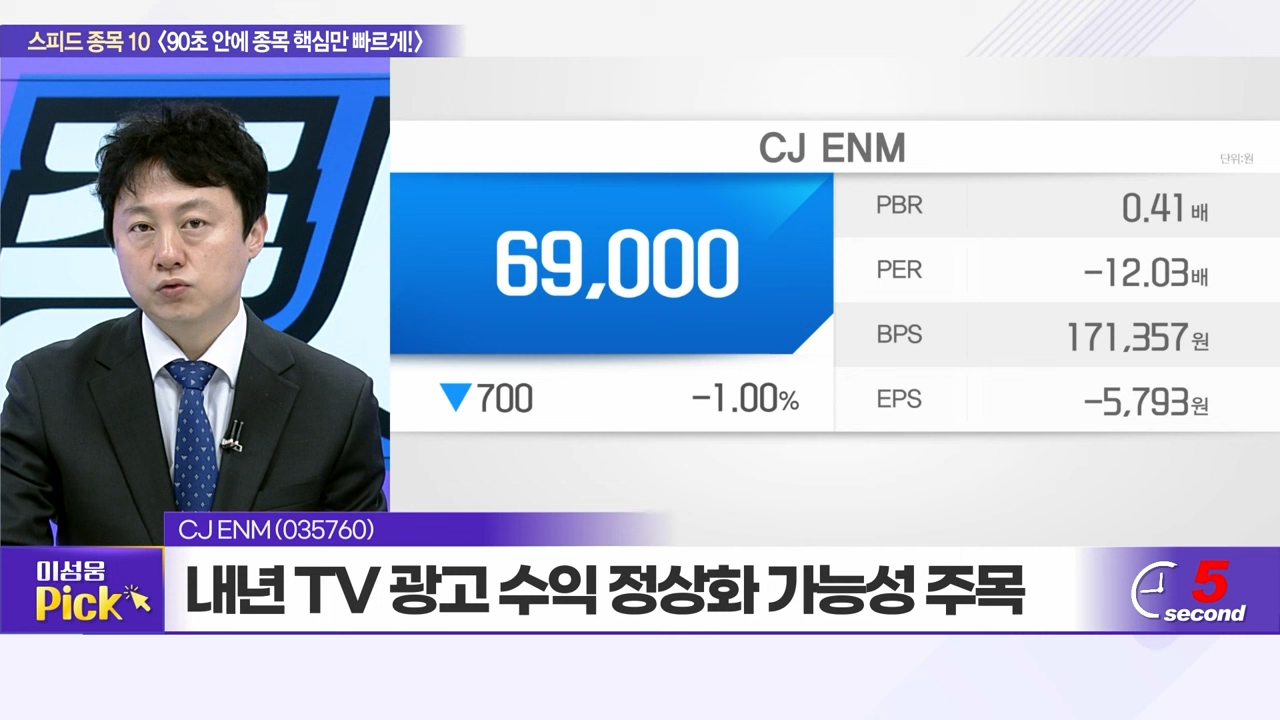 스피드 종목 10 <90초 안에 종목 핵심만 빠르게!>
CJ ENM
단위:원
69,000
▼700 -1.00%
PBR 0.41배
PER -12.03배
BPS 171,357원
EPS -5,793원
CJ ENM(035760)
이성웅
Pick
내년 TV 광고 수익 정상화 가능성 주목
5
second